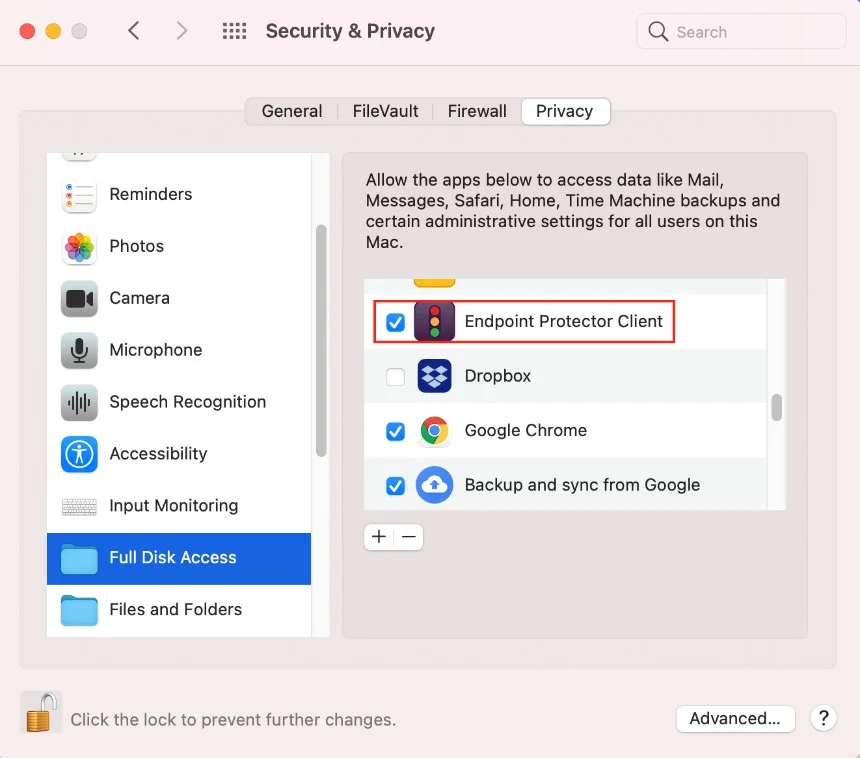 Security & Privacy
Search
General
FileVault
Firewall
Privacy
Reminders
Photos
Camera
Microphone
Speech Recognition
Accessibility
Input Monitoring
Full Disk Access
Files and Folders
Allow the apps below to access data like Mail,
Messages, Safari, Home, Time Machine backups and
certain administrative settings for all users on this
Mac.
Endpoint Protector Client
Dropbox
Google Chrome
Backup and sync from Google
+ −
Click the lock to prevent further changes.
Advanced...
?